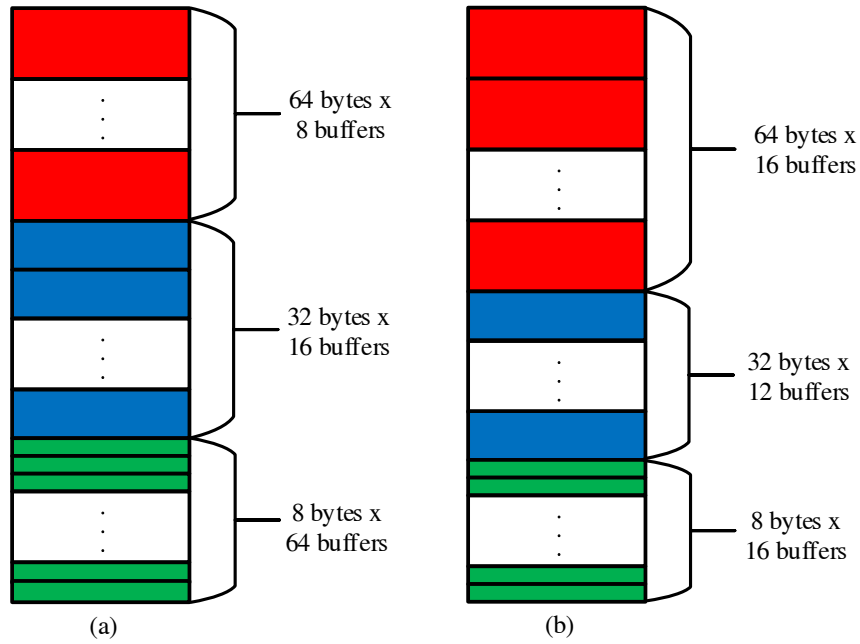 64 bytes x
8 buffers
32 bytes x
16 buffers
8 bytes x
64 buffers
(a)
64 bytes x
16 buffers
32 bytes x
12 buffers
8 bytes x
16 buffers
(b)